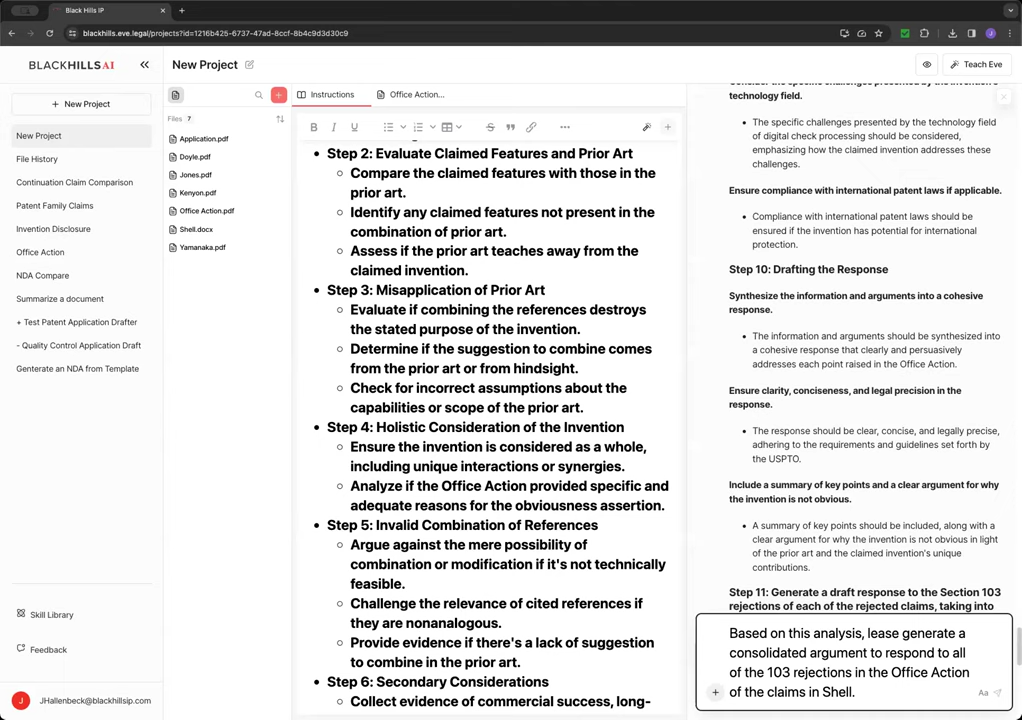 Black Hills IP
blackhills.eve.legal/projects?id=1216b425-6737-47ad-8ccf-8b4c9d3d30c9
BLACKHILLS AI
New Project
Teach Eve
+ New Project
New Project
File History
Continuation Claim Comparison
Patent Family Claims
Invention Disclosure
Office Action
NDA Compare
Summarize a document
+ Test Patent Application Drafter
- Quality Control Application Draft
Genterate an NDA from Template
Skill Library
Feedback
J
JHallenbeck@blackhillsip.com
Files 7
Application.pdf
Doyle.pdf
Jones.pdf
Kenyon.pdf
Office Action.pdf
Shell.docx
Yamanaka.pdf
Instructions
Office Action...
B I U
• Step 2: Evaluate Claimed Features and Prior Art
Compare the claimed features with those in the
prior art.
Identify any claimed features not present in the
combination of prior art.
Assess if the prior art teaches away from the
claimed invention.
• Step 3: Misapplication of Prior Art
Evaluate if combining the references destroys
the stated purpose of the invention.
Determine if the suggestion to combine comes
from the prior art or from hindsight.
Check for incorrect assumptions about the
capabilities or scope of the prior art.
• Step 4: Holistic Consideration of the Invention
Ensure the invention is considered as a whole,
including unique interactions or synergies.
Analyze if the Office Action provided specific and
adequate reasons for the obviousness assertion.
• Step 5: Invalid Combination of References
Argue against the mere possibility of
combination or modification if it's not technically
feasible.
Challenge the relevance of cited references if
they are nonanalogous.
Provide evidence if there's a lack of suggestion
to combine in the prior art.
• Step 6: Secondary Considerations
Collect evidence of commercial success, long-
Consider the specific challenges presented by the invention's
technology field.
• The specific challenges presented by the technology field
of digital check processing should be considered,
emphasizing how the claimed invention addresses these
challenges.
Ensure compliance with international patent laws if applicable.
• Compliance with international patent laws should be
ensured if the invention has potential for international
protection.
Step 10: Drafting the Response
Synthesize the information and arguments into a cohesive
response.
• The information and arguments should be synthesized into
a cohesive response that clearly and persuasively
addresses each point raised in the Office Action.
Ensure clarity, conciseness, and legal precision in the
response.
• The response should be clear, concise, and legally precise,
adhering to the requirements and guidelines set forth by
the USPTO.
Include a summary of key points and a clear argument for why
the invention is not obvious.
• A summary of key points should be included, along with a
clear argument for why the invention is not obvious in light
of the prior art and the claimed invention's unique
contributions.
Step 11: Generate a draft response to the Section 103
rejections of each of the rejected claims, taking into
Based on this analysis, lease generate a
consolidated argument to respond to all
of the 103 rejections in the Office Action
of the claims in Shell.
Aa